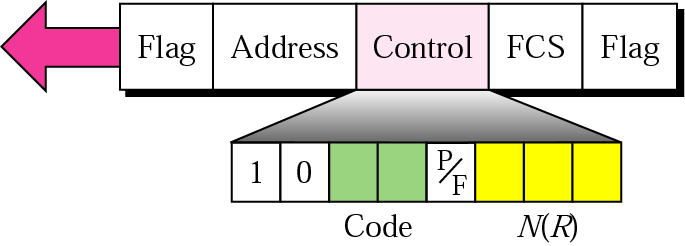 Flag Address Control FCS Flag
1 0 P/F
Code N(R)